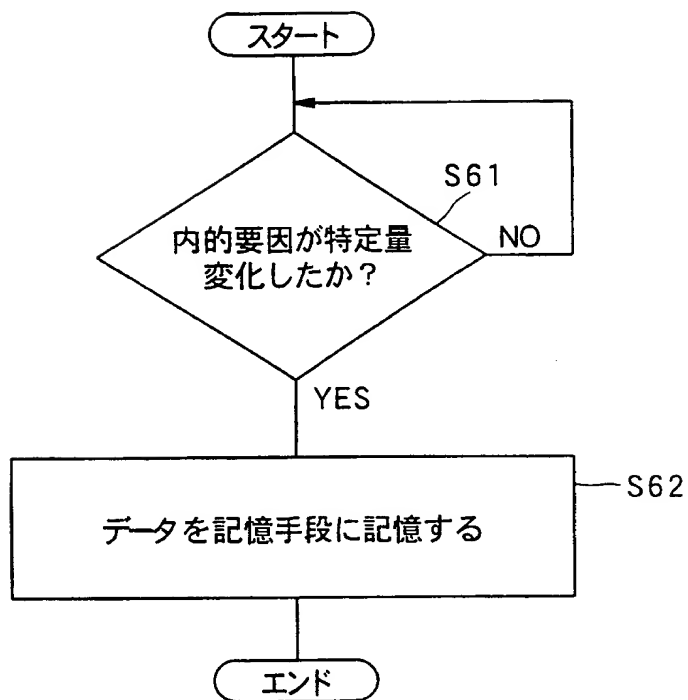 スタート
S61
内的要因が特定量
変化したか？
NO
YES
データを記憶手段に記憶する
S62
エンド